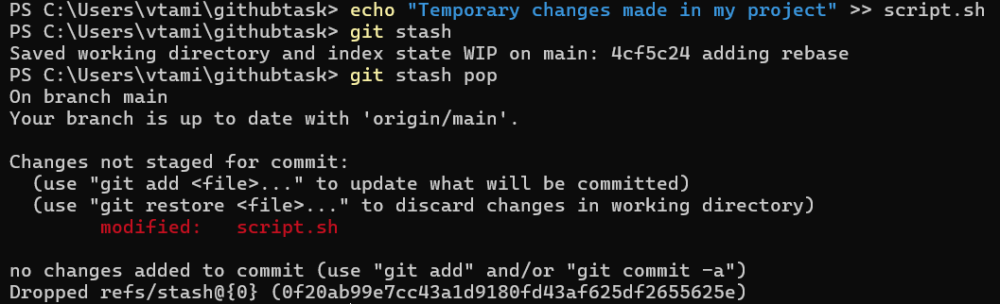 PS C:\Users\vtami\githubtask> echo "Temporary changes made in my project" >> script.sh
PS C:\Users\vtami\githubtask> git stash
Saved working directory and index state WIP on main: 4cf5c24 adding rebase
PS C:\Users\vtami\githubtask> git stash pop
On branch main
Your branch is up to date with 'origin/main'.
Changes not staged for commit:
  (use "git add <file>..." to update what will be committed)
  (use "git restore <file>..." to discard changes in working directory)
        modified:   script.sh
no changes added to commit (use "git add" and/or "git commit -a")
Dropped refs/stash@{0} (0f20ab99e7cc43a1d9180fd43af625df2655625e)